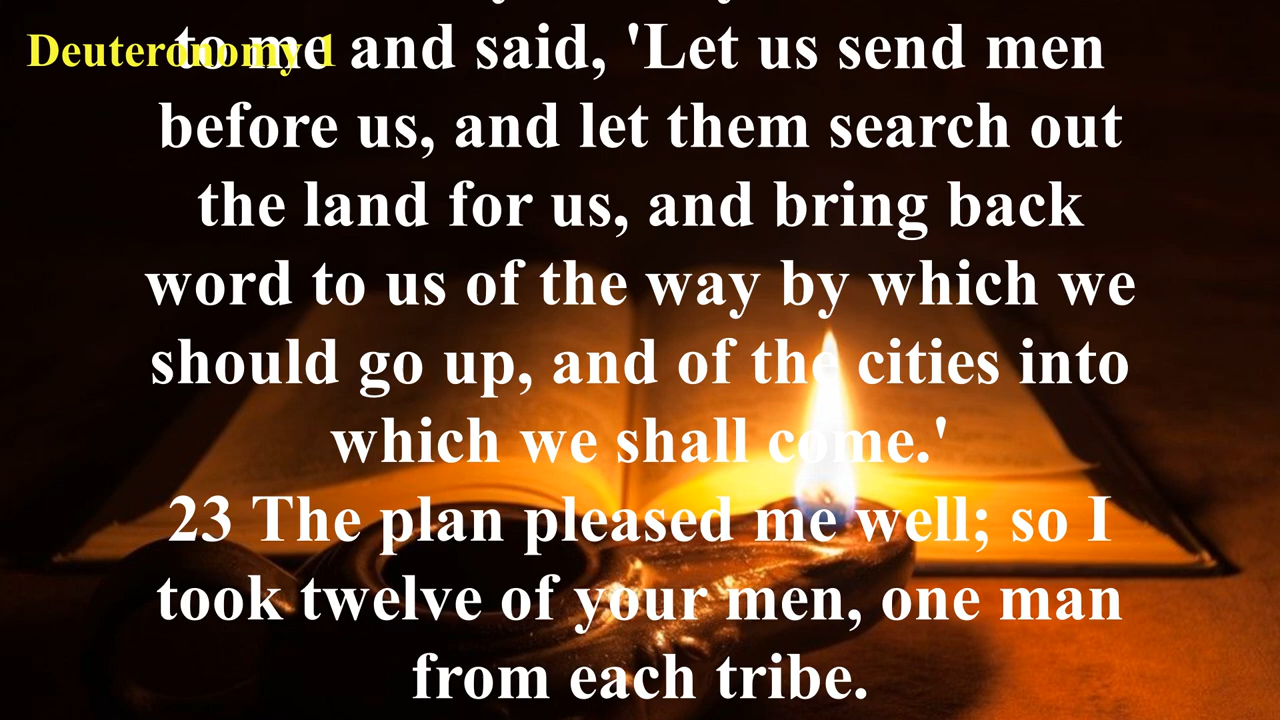 Deuteronomy 1
to me and said, 'Let us send men
before us, and let them search out
the land for us, and bring back
word to us of the way by which we
should go up, and of the cities into
which we shall come.'
23 The plan pleased me well; so I
took twelve of your men, one man
from each tribe.